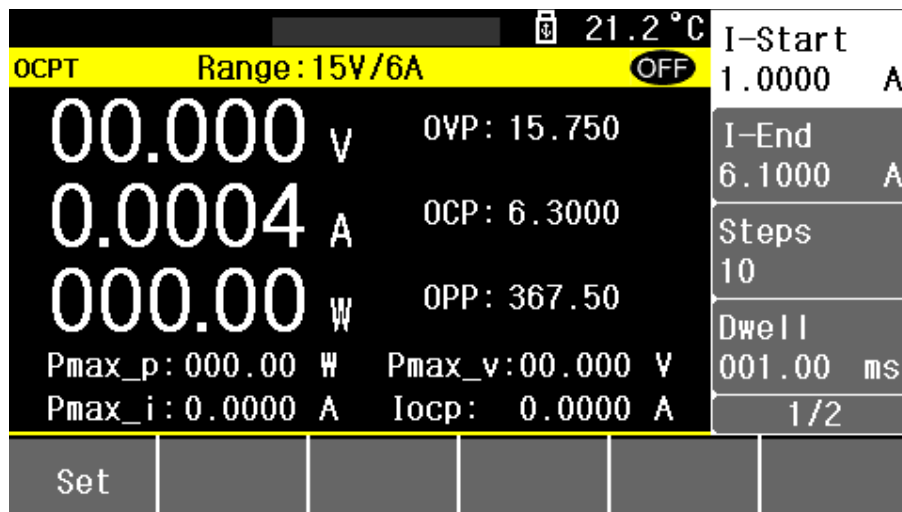 21.2°C
OCPT Range:15V/6A OFF
00.000 V OVP: 15.750
0.0004 A OCP: 6.3000
000.00 W OPP: 367.50
Pmax_p:000.00 W Pmax_v:00.000 V
Pmax_i:0.0000 A Iocp: 0.0000 A
I-Start
1.0000 A
I-End
6.1000 A
Steps
10
Dwell
001.00 ms
1/2
Set